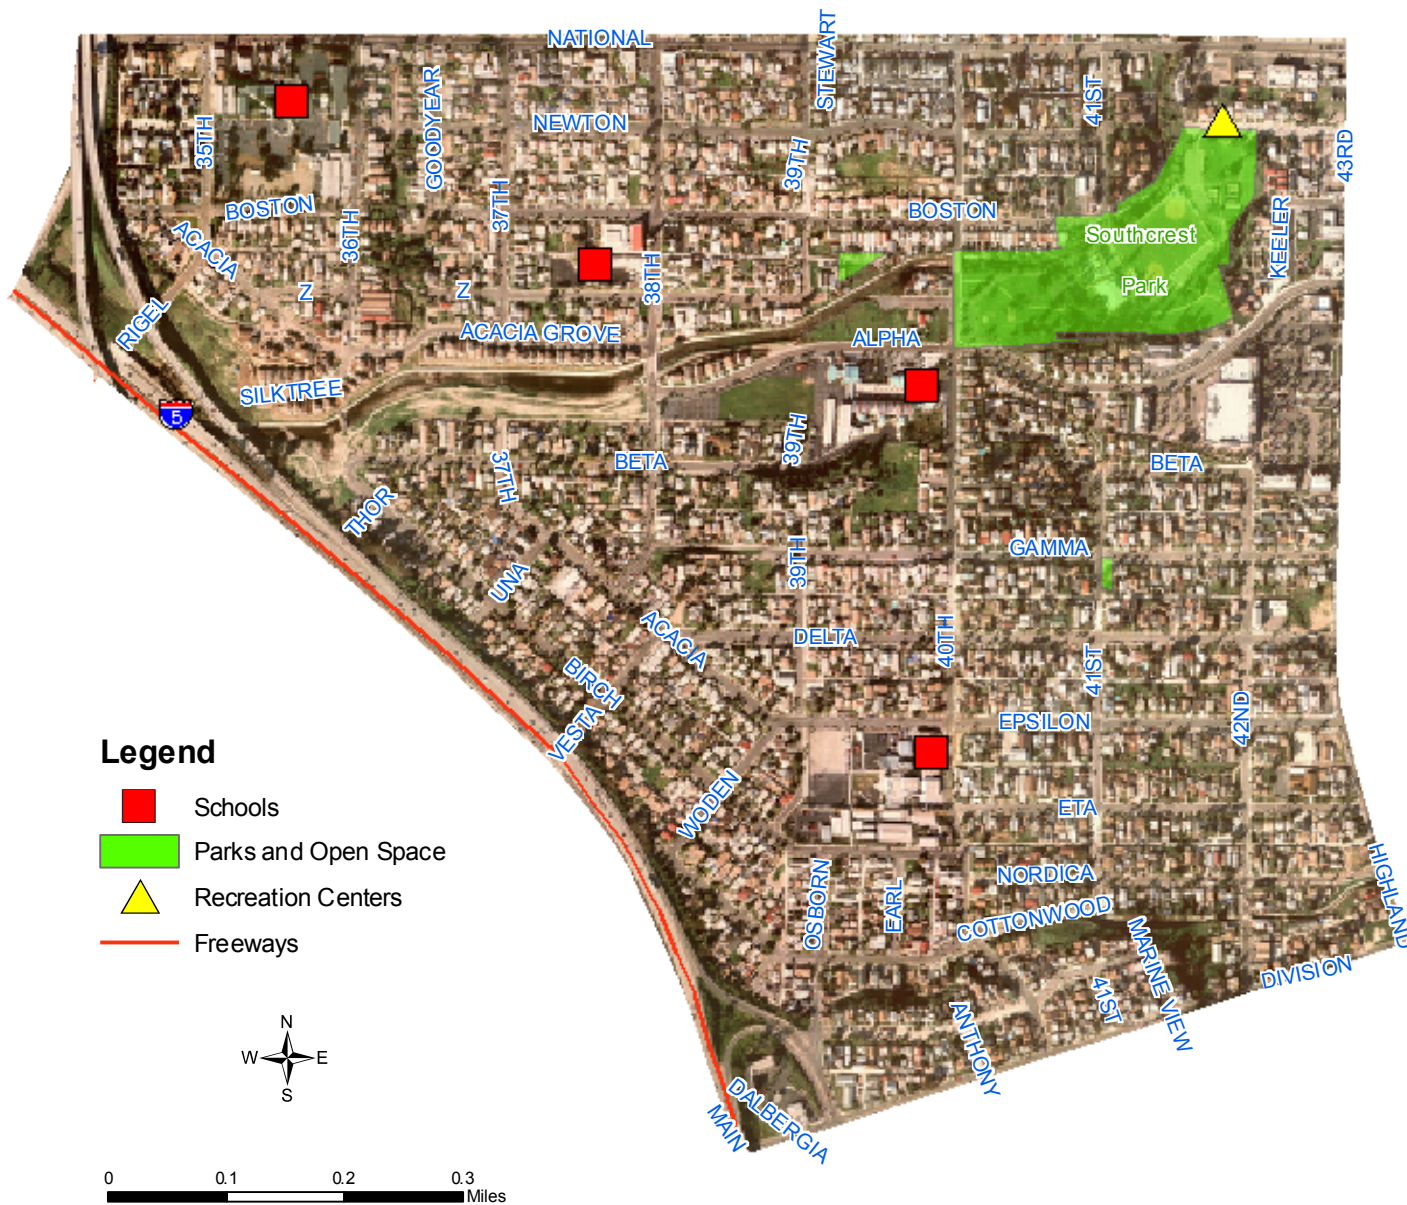 NATIONAL
STEWART
41ST
GOODYEAR
NEWTON
35TH
39TH
43RD
37TH
BOSTON
BOSTON
36TH
KEELER
ACACIA
Southcrest
38TH
Park
Z
Z
RIGEL
ACACIA GROVE
ALPHA
SILKTREE
5
39TH
BETA
BETA
37TH
THOR
GAMMA
39TH
UNA
ACACIA
DELTA
40TH
41ST
BIRCH
VESTA
EPSILON
42ND
WODEN
ETA
Legend
Schools
Parks and Open Space
Recreation Centers
Freeways
NORDICA
HIGHLAND
OSBORN
EARL
COTTONWOOD
MARINE VIEW
DIVISION
41ST
ANTHONY
N
W E
S
DALBERGIA
MAIN
0 0.1 0.2 0.3
Miles